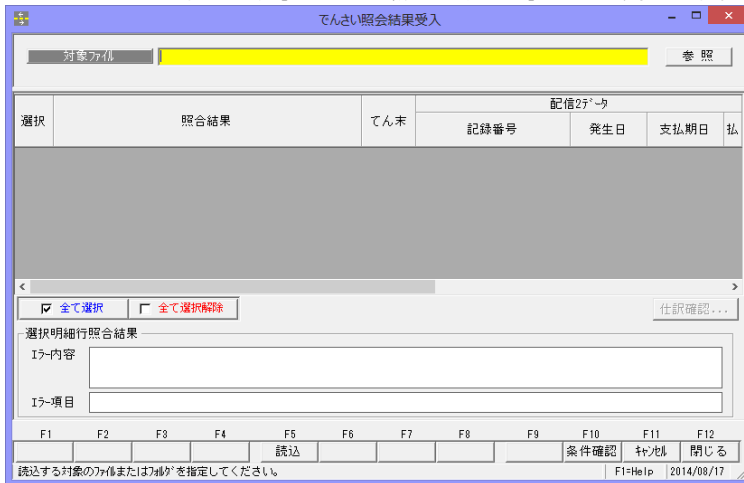 でんさい照会結果受入
対象ﾌｧｲﾙ
参 照
選択
照合結果
てん末
配信2ﾃﾞｰﾀ
記録番号
発生日
支払期日
払
全て選択
全て選択解除
仕訳確認...
選択明細行照合結果
ｴﾗｰ内容
ｴﾗｰ項目
F1 F2 F3 F4 F5 F6 F7 F8 F9 F10 F11 F12
読込 条件確認 ｷｬﾝｾﾙ 閉じる
読込する対象のﾌｧｲﾙまたはﾌｫﾙﾀﾞを指定してください。 F1=Help 2014/08/17